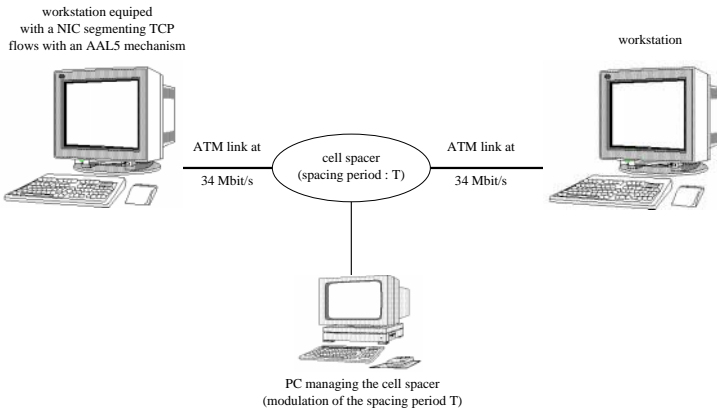 workstation equiped
with a NIC segmenting TCP
flows with an AAL5 mechanism
workstation
ATM link at
34 Mbit/s
cell spacer
(spacing period : T)
ATM link at
34 Mbit/s
PC managing the cell spacer
(modulation of the spacing period T)